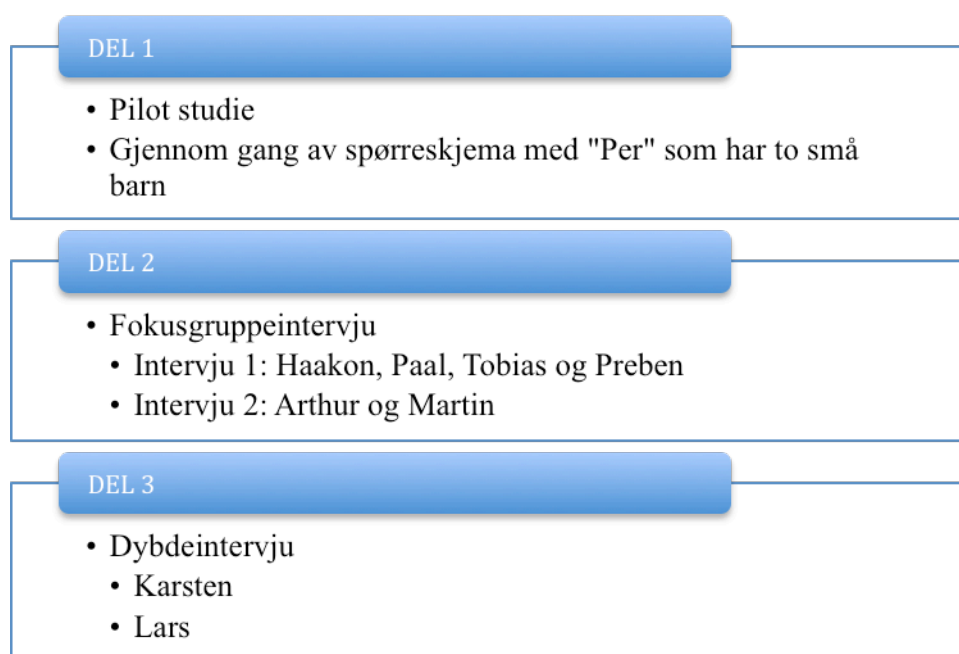 DEL 1
• Pilot studie
• Gjennom gang av spørreskjema med "Per" som har to små
barn
DEL 2
• Fokusgruppeintervju
• Intervju 1: Haakon, Paal, Tobias og Preben
• Intervju 2: Arthur og Martin
DEL 3
• Dybdeintervju
• Karsten
• Lars